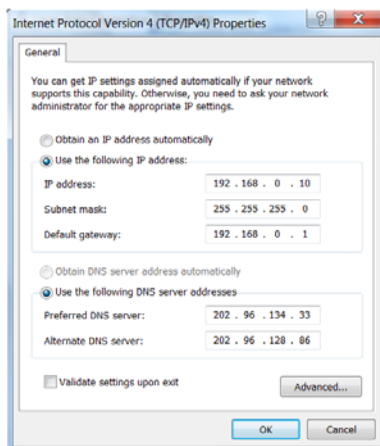 Internet Protocol Version 4 (TCP/IPv4) Properties
General
You can get IP settings assigned automatically if your network
supports this capability. Otherwise, you need to ask your network
administrator for the appropriate IP settings.
Obtain an IP address automatically
Use the following IP address:
IP address: 192 . 168 . 0 . 10
Subnet mask: 255 . 255 . 255 . 0
Default gateway: 192 . 168 . 0 . 1
Obtain DNS server address automatically
Use the following DNS server addresses
Preferred DNS server: 202 . 96 . 134 . 33
Alternate DNS server: 202 . 96 . 128 . 86
Validate settings upon exit
Advanced...
OK Cancel